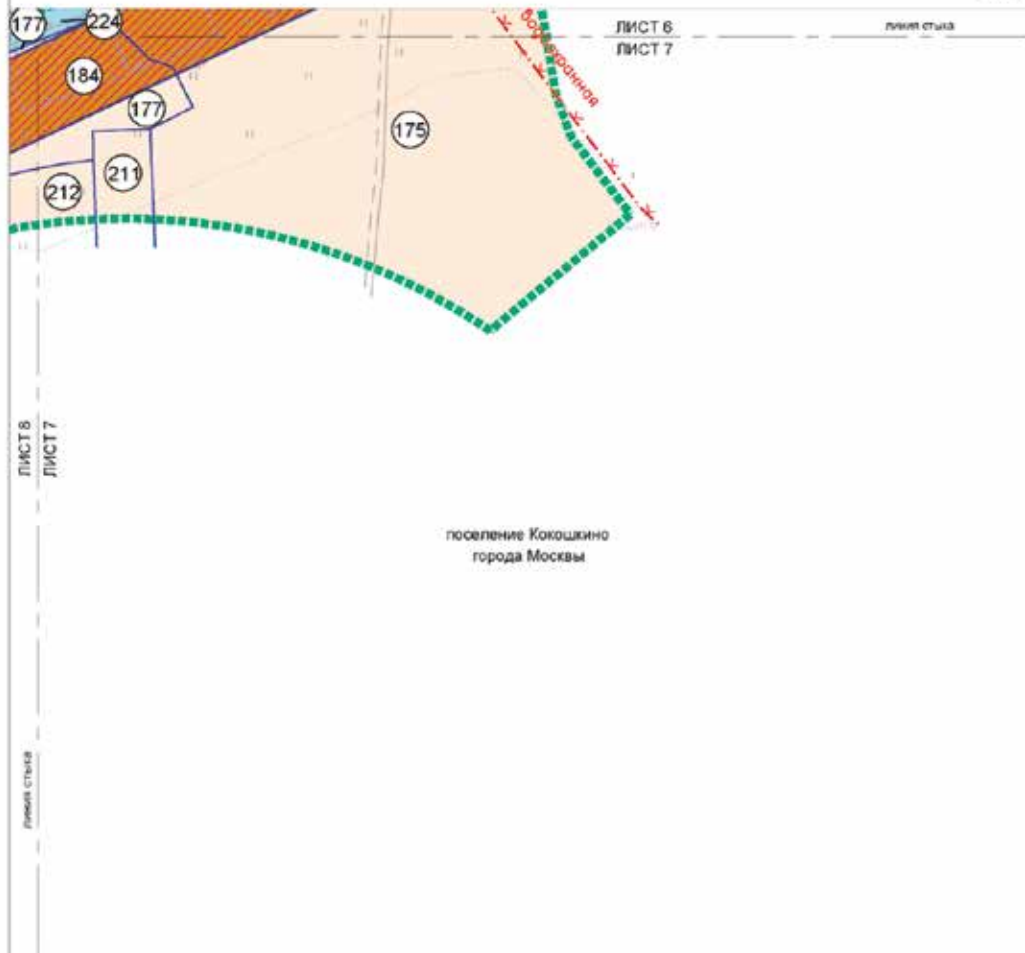 177
224
ЛИСТ 6
линия стыка
ЛИСТ 7
184
водоохранная
177
175
211
212
ЛИСТ 8
ЛИСТ 7
поселение Кокошкино
города Москвы
линия стыка